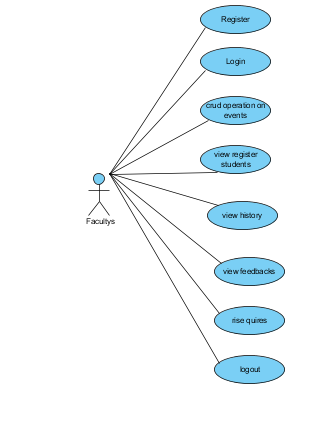 Register
Login
crud operation on
events
view register
students
view history
Facultys
view feedbacks
rise quires
logout